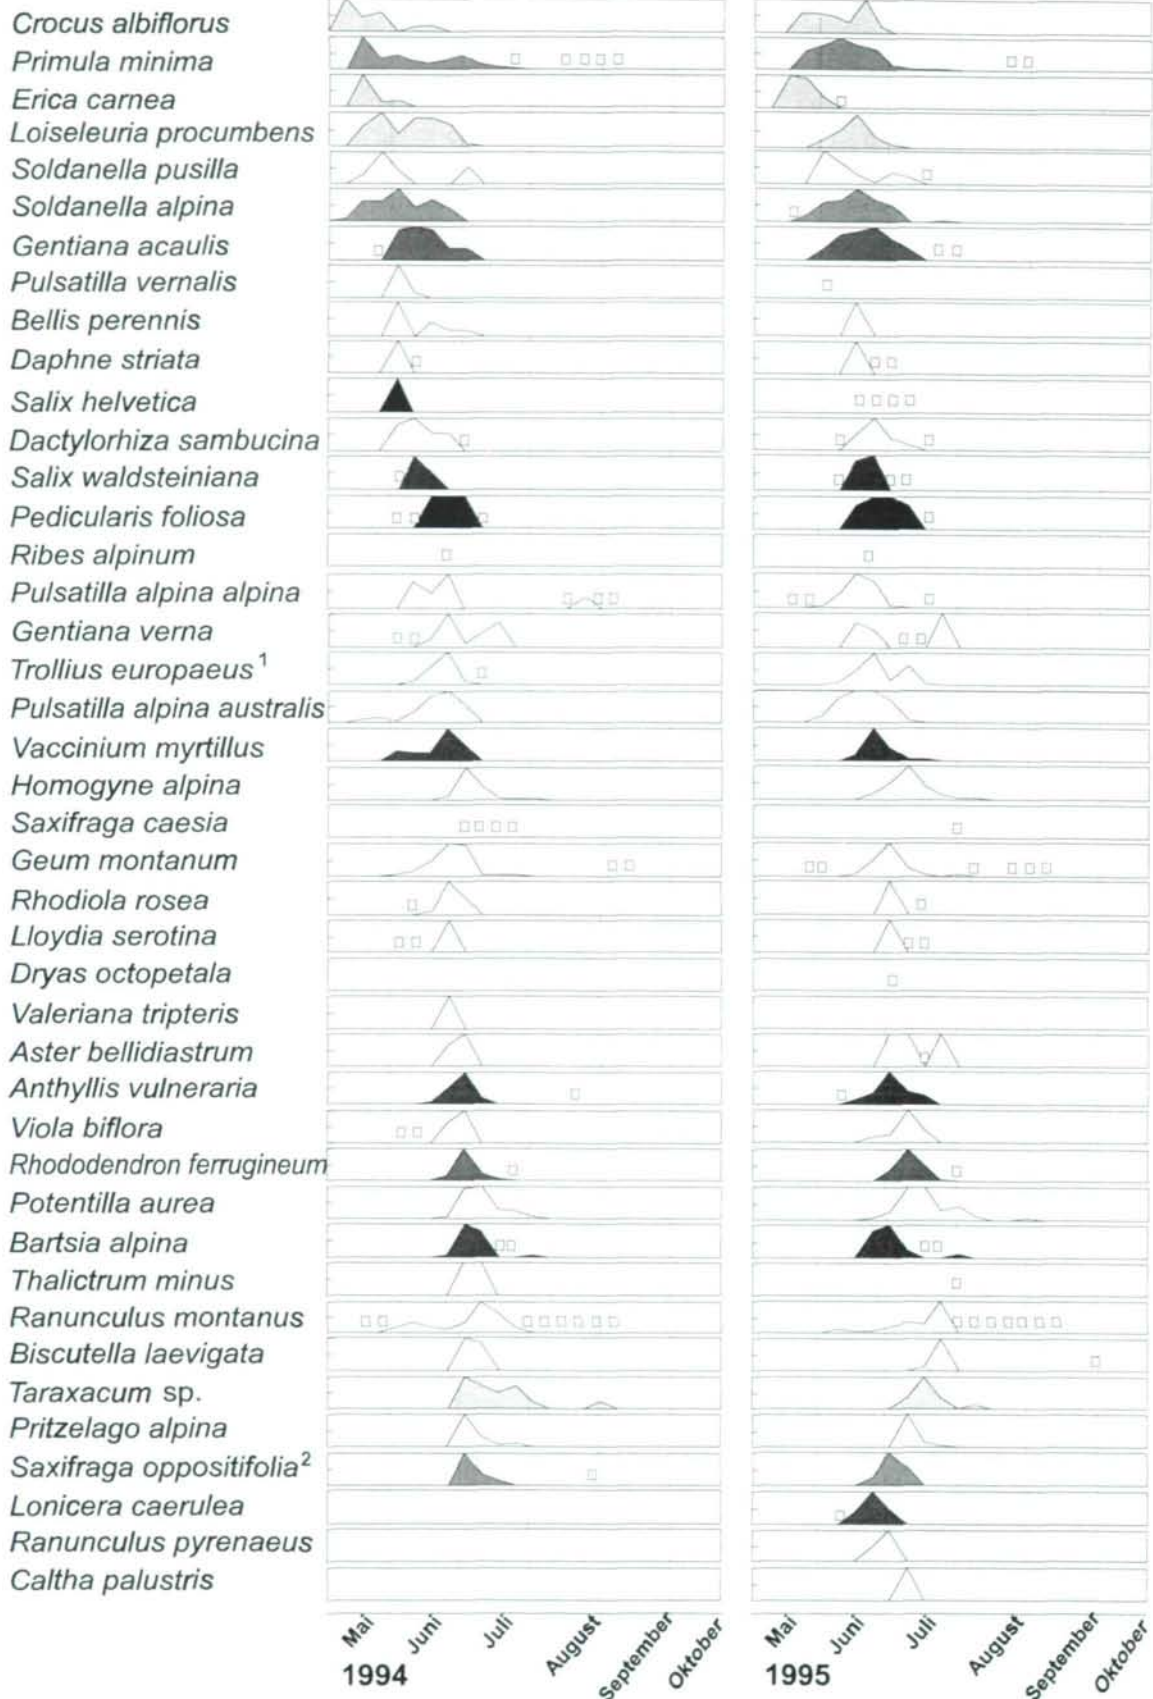 Crocus albiflorus
Primula minima
Erica carnea
Loiseleuria procumbens
Soldanella pusilla
Soldanella alpina
Gentiana acaulis
Pulsatilla vernalis
Bellis perennis
Daphne striata
Salix helvetica
Dactylorhiza sambucina
Salix waldsteiniana
Pedicularis foliosa
Ribes alpinum
Pulsatilla alpina alpina
Gentiana verna
Trollius europaeus¹
Pulsatilla alpina australis
Vaccinium myrtillus
Homogyne alpina
Saxifraga caesia
Geum montanum
Rhodiola rosea
Lloydia serotina
Dryas octopetala
Valeriana tripteris
Aster bellidiastrum
Anthyllis vulneraria
Viola biflora
Rhododendron ferrugineum
Potentilla aurea
Bartsia alpina
Thalictrum minus
Ranunculus montanus
Biscutella laevigata
Taraxacum sp.
Pritzelago alpina
Saxifraga oppositifolia²
Lonicera caerulea
Ranunculus pyrenaeus
Caltha palustris
Mai Juni Juli August September Oktober Mai Juni Juli August September Oktober
1994 1995